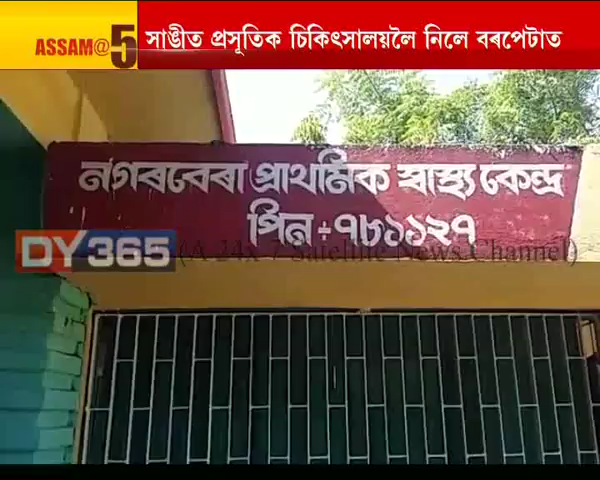 ASSAM@5 সাঙীত প্ৰসূতিক চিকিৎসালয়লৈ নিলে বৰপেটাত
নগৰবেৰা প্ৰাথমিক স্বাস্থ্য কেন্দ্ৰ
পিন ÷ ৭৮১১২৭
DY365 (A 24x 7 Satellite News Channel)